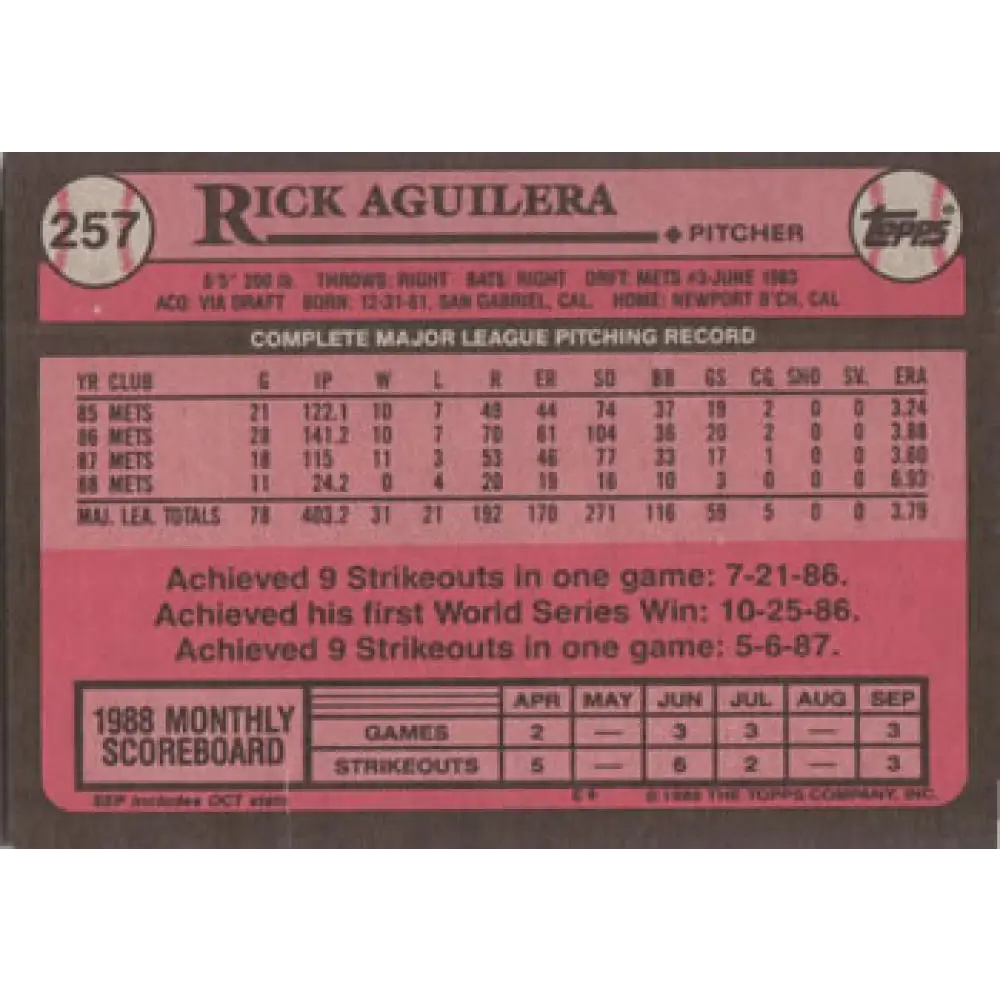 257
RICK AGUILERA
TOPPS®
◆ PITCHER
6'5" 200 lb. THROWS: RIGHT BATS: RIGHT DRFT: METS #3-JUNE 1983
ACQ: VIA DRAFT BORN: 12-31-61, SAN GABRIEL, CAL. HOME: NEWPORT B'CH, CAL
COMPLETE MAJOR LEAGUE PITCHING RECORD
YR CLUB G IP W L R ER SO BB GS CG SHO SV. ERA
85 METS 21 122.1 10 7 49 44 74 37 19 2 0 0 3.24
86 METS 28 141.2 10 7 70 61 104 36 20 2 0 0 3.88
87 METS 18 115 11 3 53 46 77 33 17 1 0 0 3.60
88 METS 11 24.2 0 4 20 19 16 10 3 0 0 0 6.93
MAJ. LEA. TOTALS 78 403.2 31 21 192 170 271 116 59 5 0 0 3.79
Achieved 9 Strikeouts in one game: 7-21-86.
Achieved his first World Series Win: 10-25-86.
Achieved 9 Strikeouts in one game: 5-6-87.
1988 MONTHLY SCOREBOARD
APR MAY JUN JUL AUG SEP
GAMES 2 — 3 3 — 3
STRIKEOUTS 5 — 6 2 — 3
SEP includes OCT stats
© 1989 THE TOPPS COMPANY, INC.